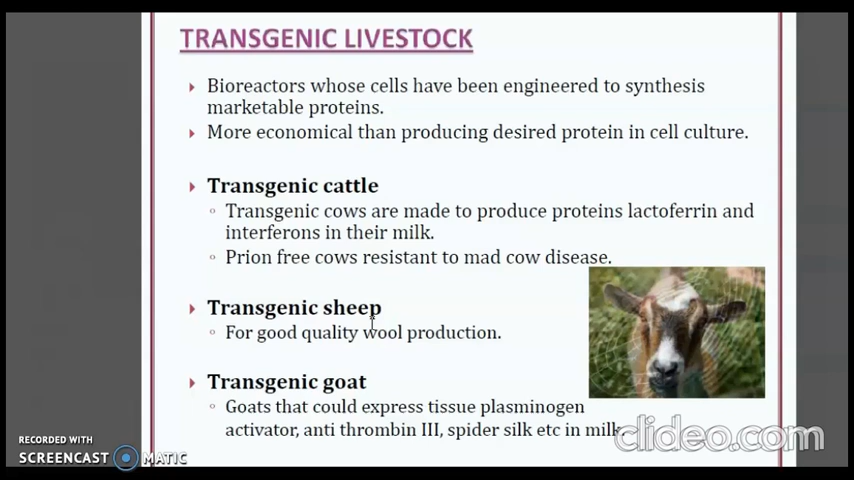 TRANSGENIC LIVESTOCK
Bioreactors whose cells have been engineered to synthesis
marketable proteins.
More economical than producing desired protein in cell culture.
Transgenic cattle
Transgenic cows are made to produce proteins lactoferrin and
interferons in their milk.
Prion free cows resistant to mad cow disease.
Transgenic sheep
For good quality wool production.
Transgenic goat
Goats that could express tissue plasminogen
activator, anti thrombin III, spider silk etc in milk
clideo.com
RECORDED WITH
SCREENCAST MATIC